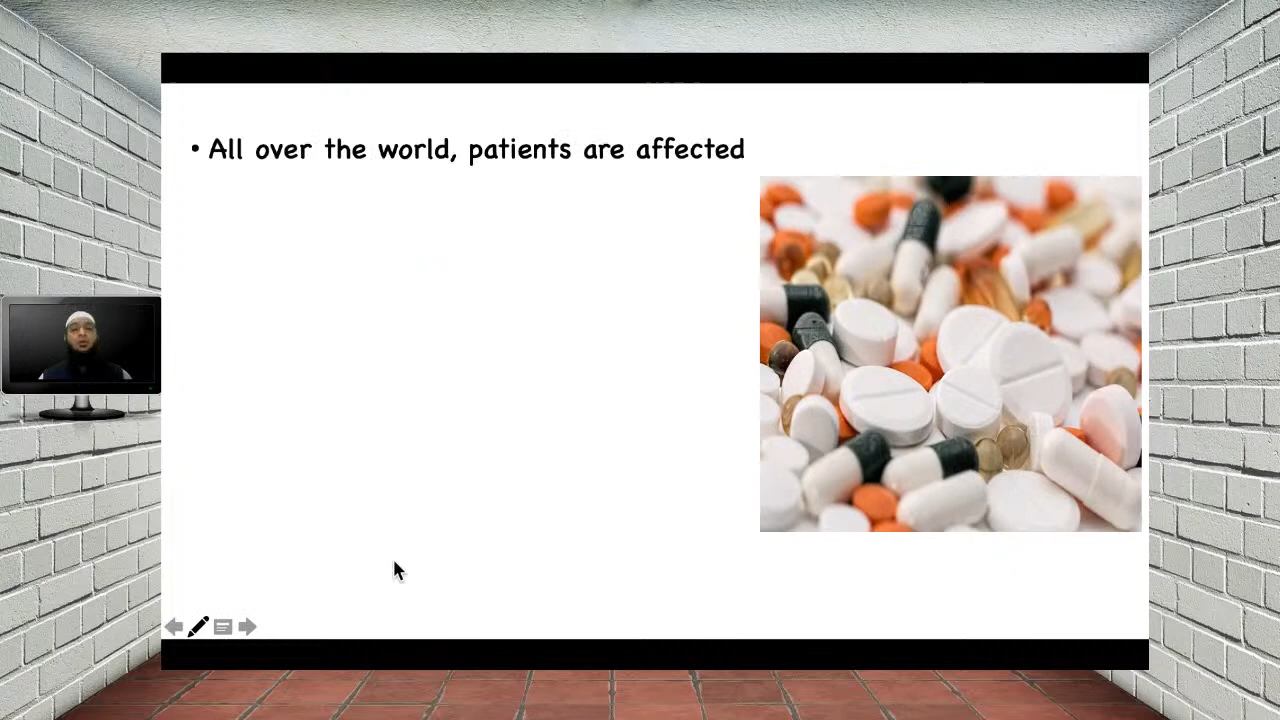 • All over the world, patients are affected